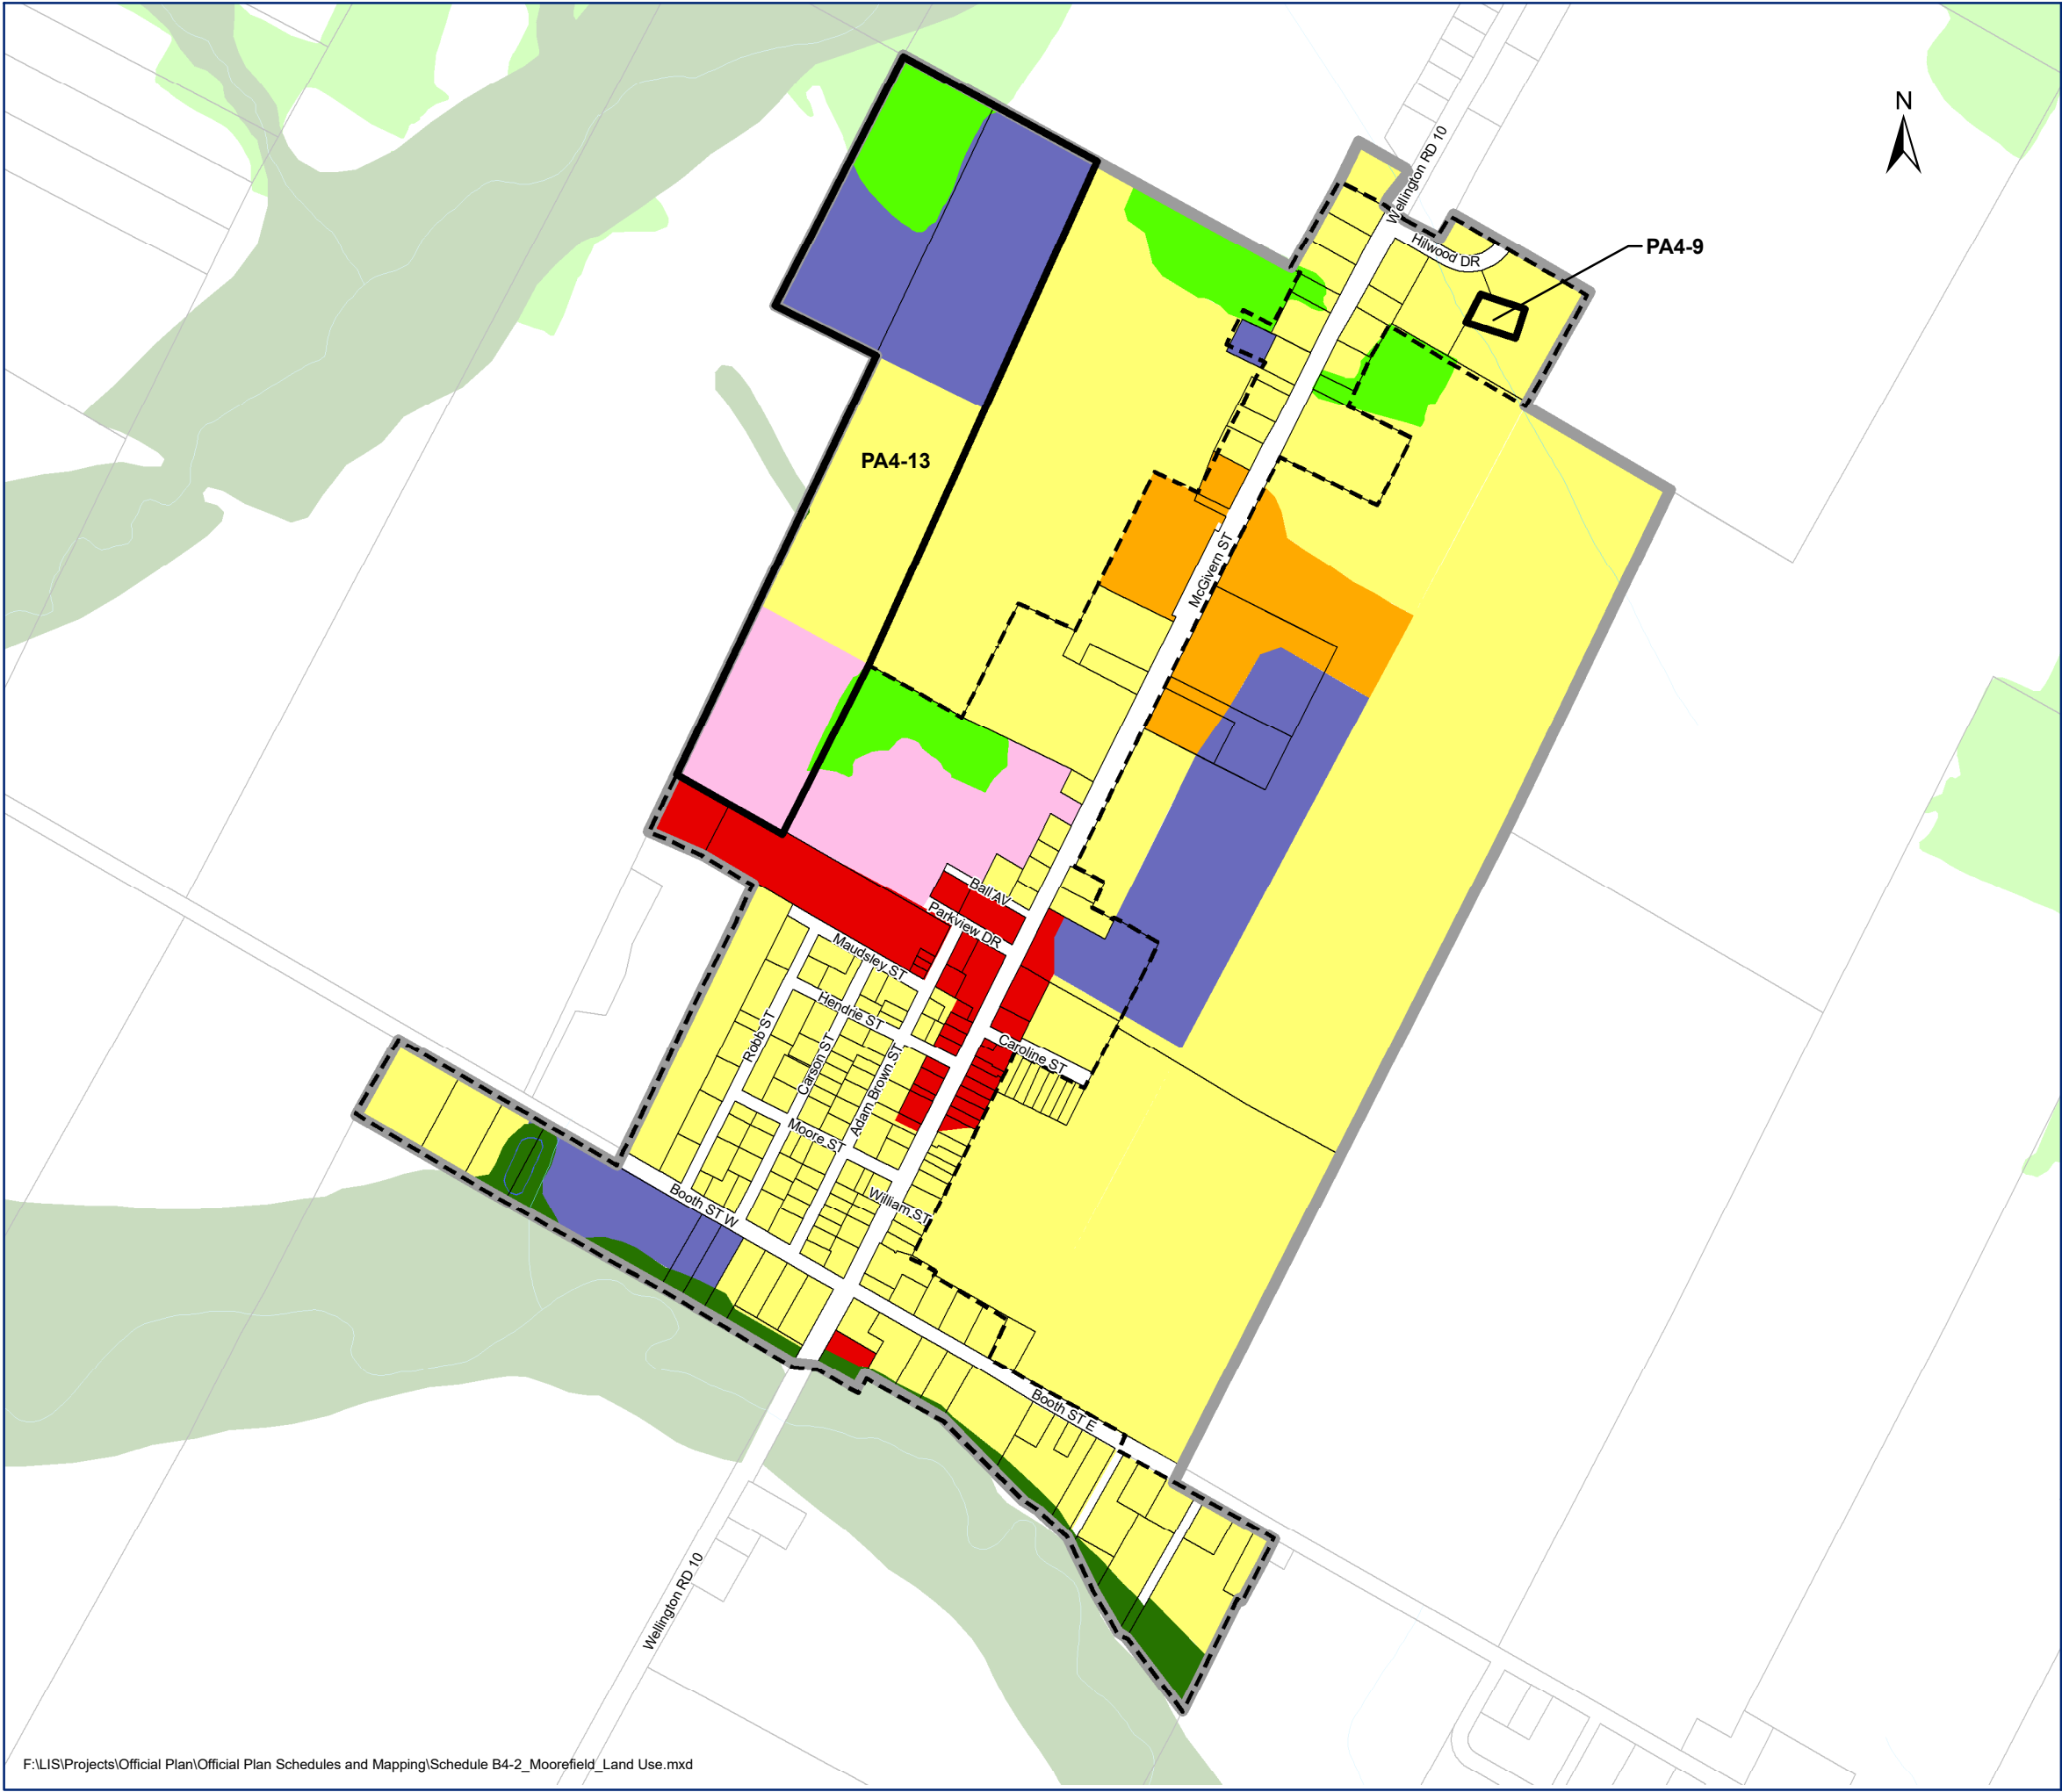 N
Wellington RD 10
Hilwood DR
PA4-9
PA4-13
McGivern ST
Ball AV
Parkview DR
Maudsley ST
Hendrie ST
Robb ST
Carson ST
Adam Brown ST
Caroline ST
Moore ST
William ST
Booth ST W
Booth ST E
Wellington RD 10
F:\LIS\Projects\Official Plan\Official Plan Schedules and Mapping\Schedule B4-2_Moorefield_Land Use.mxd